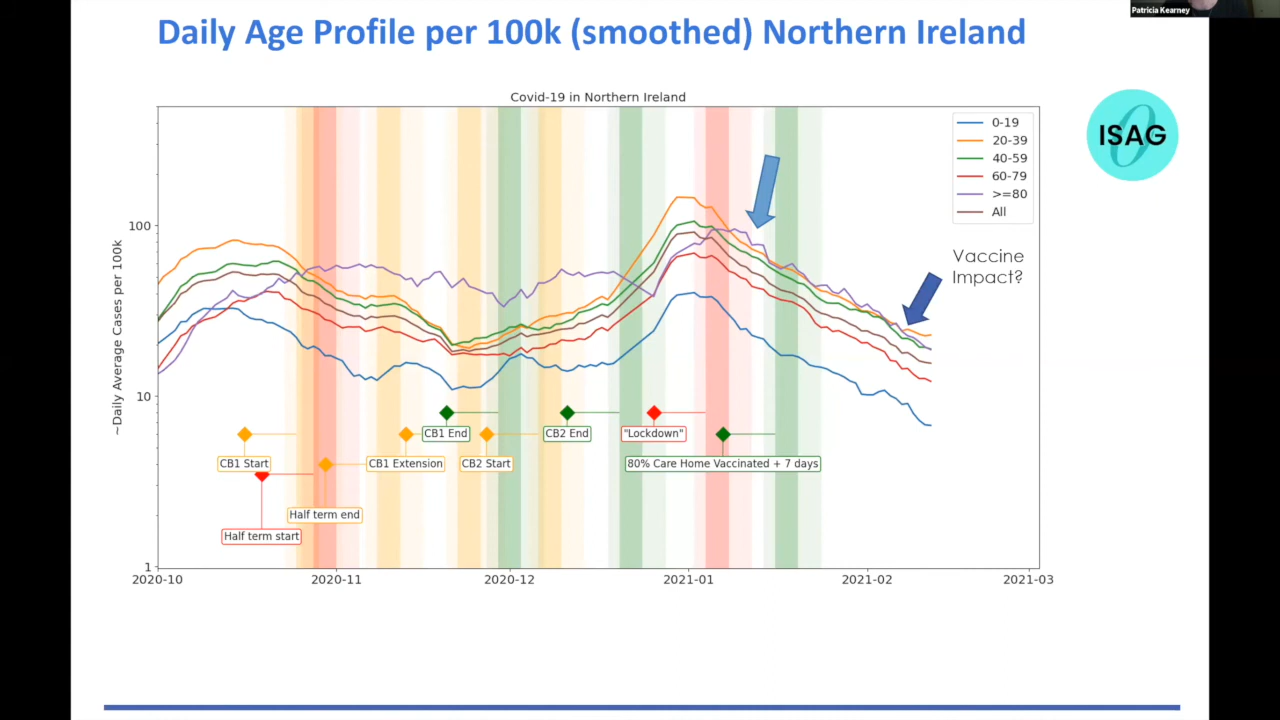 Patricia Kearney
Daily Age Profile per 100k (smoothed) Northern Ireland
Covid-19 in Northern Ireland
0-19
20-39
40-59
60-79
>=80
All
ISAG
Vaccine
Impact?
~Daily Average Cases per 100k
100
10
1
CB1 End
CB2 End
"Lockdown"
CB1 Start
CB1 Extension
CB2 Start
80% Care Home Vaccinated + 7 days
Half term end
Half term start
2020-10
2020-11
2020-12
2021-01
2021-02
2021-03